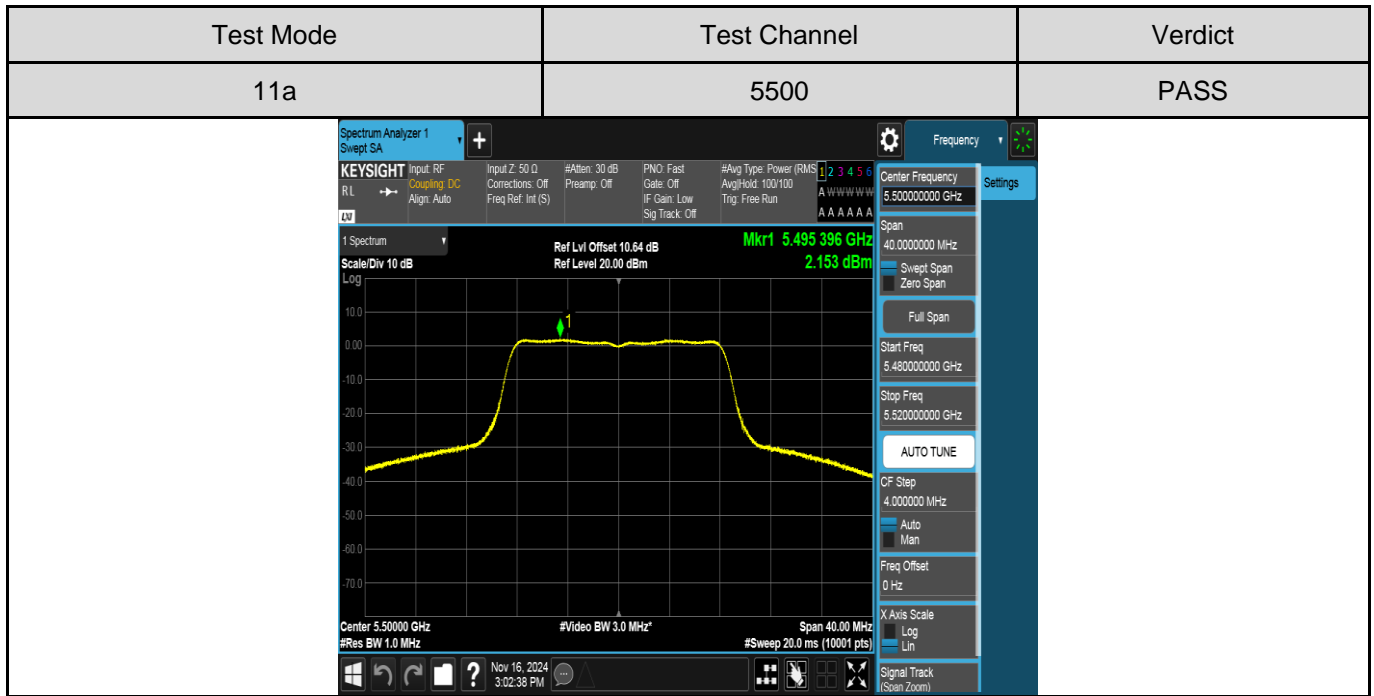 Test Mode Test Channel Verdict
11a 5500 PASS
Spectrum Analyzer 1
Swept SA
+
Frequency
KEYSIGHT Input: RF Input Z: 50 Ω #Atten: 30 dB PNO: Fast #Avg Type: Power (RMS 1 2 3 4 5 6
RL Coupling: DC Corrections: Off Preamp: Off Gate: Off Avg|Hold: 100/100 A W W W W W
Align: Auto Freq Ref: Int (S) IF Gain: Low Trig: Free Run
LXI Sig Track: Off A A A A A A
1 Spectrum
Ref Lvl Offset 10.64 dB Mkr1 5.495 396 GHz
Scale/Div 10 dB Ref Level 20.00 dBm 2.153 dBm
Log
10.0
1
0.00
-10.0
-20.0
-30.0
-40.0
-50.0
-60.0
-70.0
Center 5.50000 GHz #Video BW 3.0 MHz* Span 40.00 MHz
#Res BW 1.0 MHz #Sweep 20.0 ms (10001 pts)
Center Frequency
5.500000000 GHz
Settings
Span
40.0000000 MHz
Swept Span
Zero Span
Full Span
Start Freq
5.480000000 GHz
Stop Freq
5.520000000 GHz
AUTO TUNE
CF Step
4.000000 MHz
Auto
Man
Freq Offset
0 Hz
X Axis Scale
Log
Lin
Signal Track
(Span Zoom)
? Nov 16, 2024
3:02:38 PM